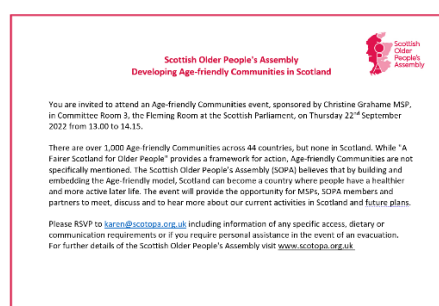 Scottish
Older
People's
Assembly
Scottish Older People's Assembly
Developing Age-friendly Communities in Scotland
You are invited to attend an Age-friendly Communities event, sponsored by Christine Grahame MSP,
in Committee Room 3, the Fleming Room at the Scottish Parliament, on Thursday 22nd September
2022 from 13.00 to 14.15.
There are over 1,000 Age-friendly Communities across 44 countries, but none in Scotland. While "A
Fairer Scotland for Older People" provides a framework for action, Age-friendly Communities are not
specifically mentioned. The Scottish Older People's Assembly (SOPA) believes that by building and
embedding the Age-friendly model, Scotland can become a country where people have a healthier
and more active later life. The event will provide the opportunity for MSPs, SOPA members and
partners to meet, discuss and to hear more about our current activities in Scotland and future plans.
Please RSVP to karen@scotopa.org.uk including information of any specific access, dietary or
communication requirements or if you require personal assistance in the event of an evacuation.
For further details of the Scottish Older People's Assembly visit www.scotopa.org.uk